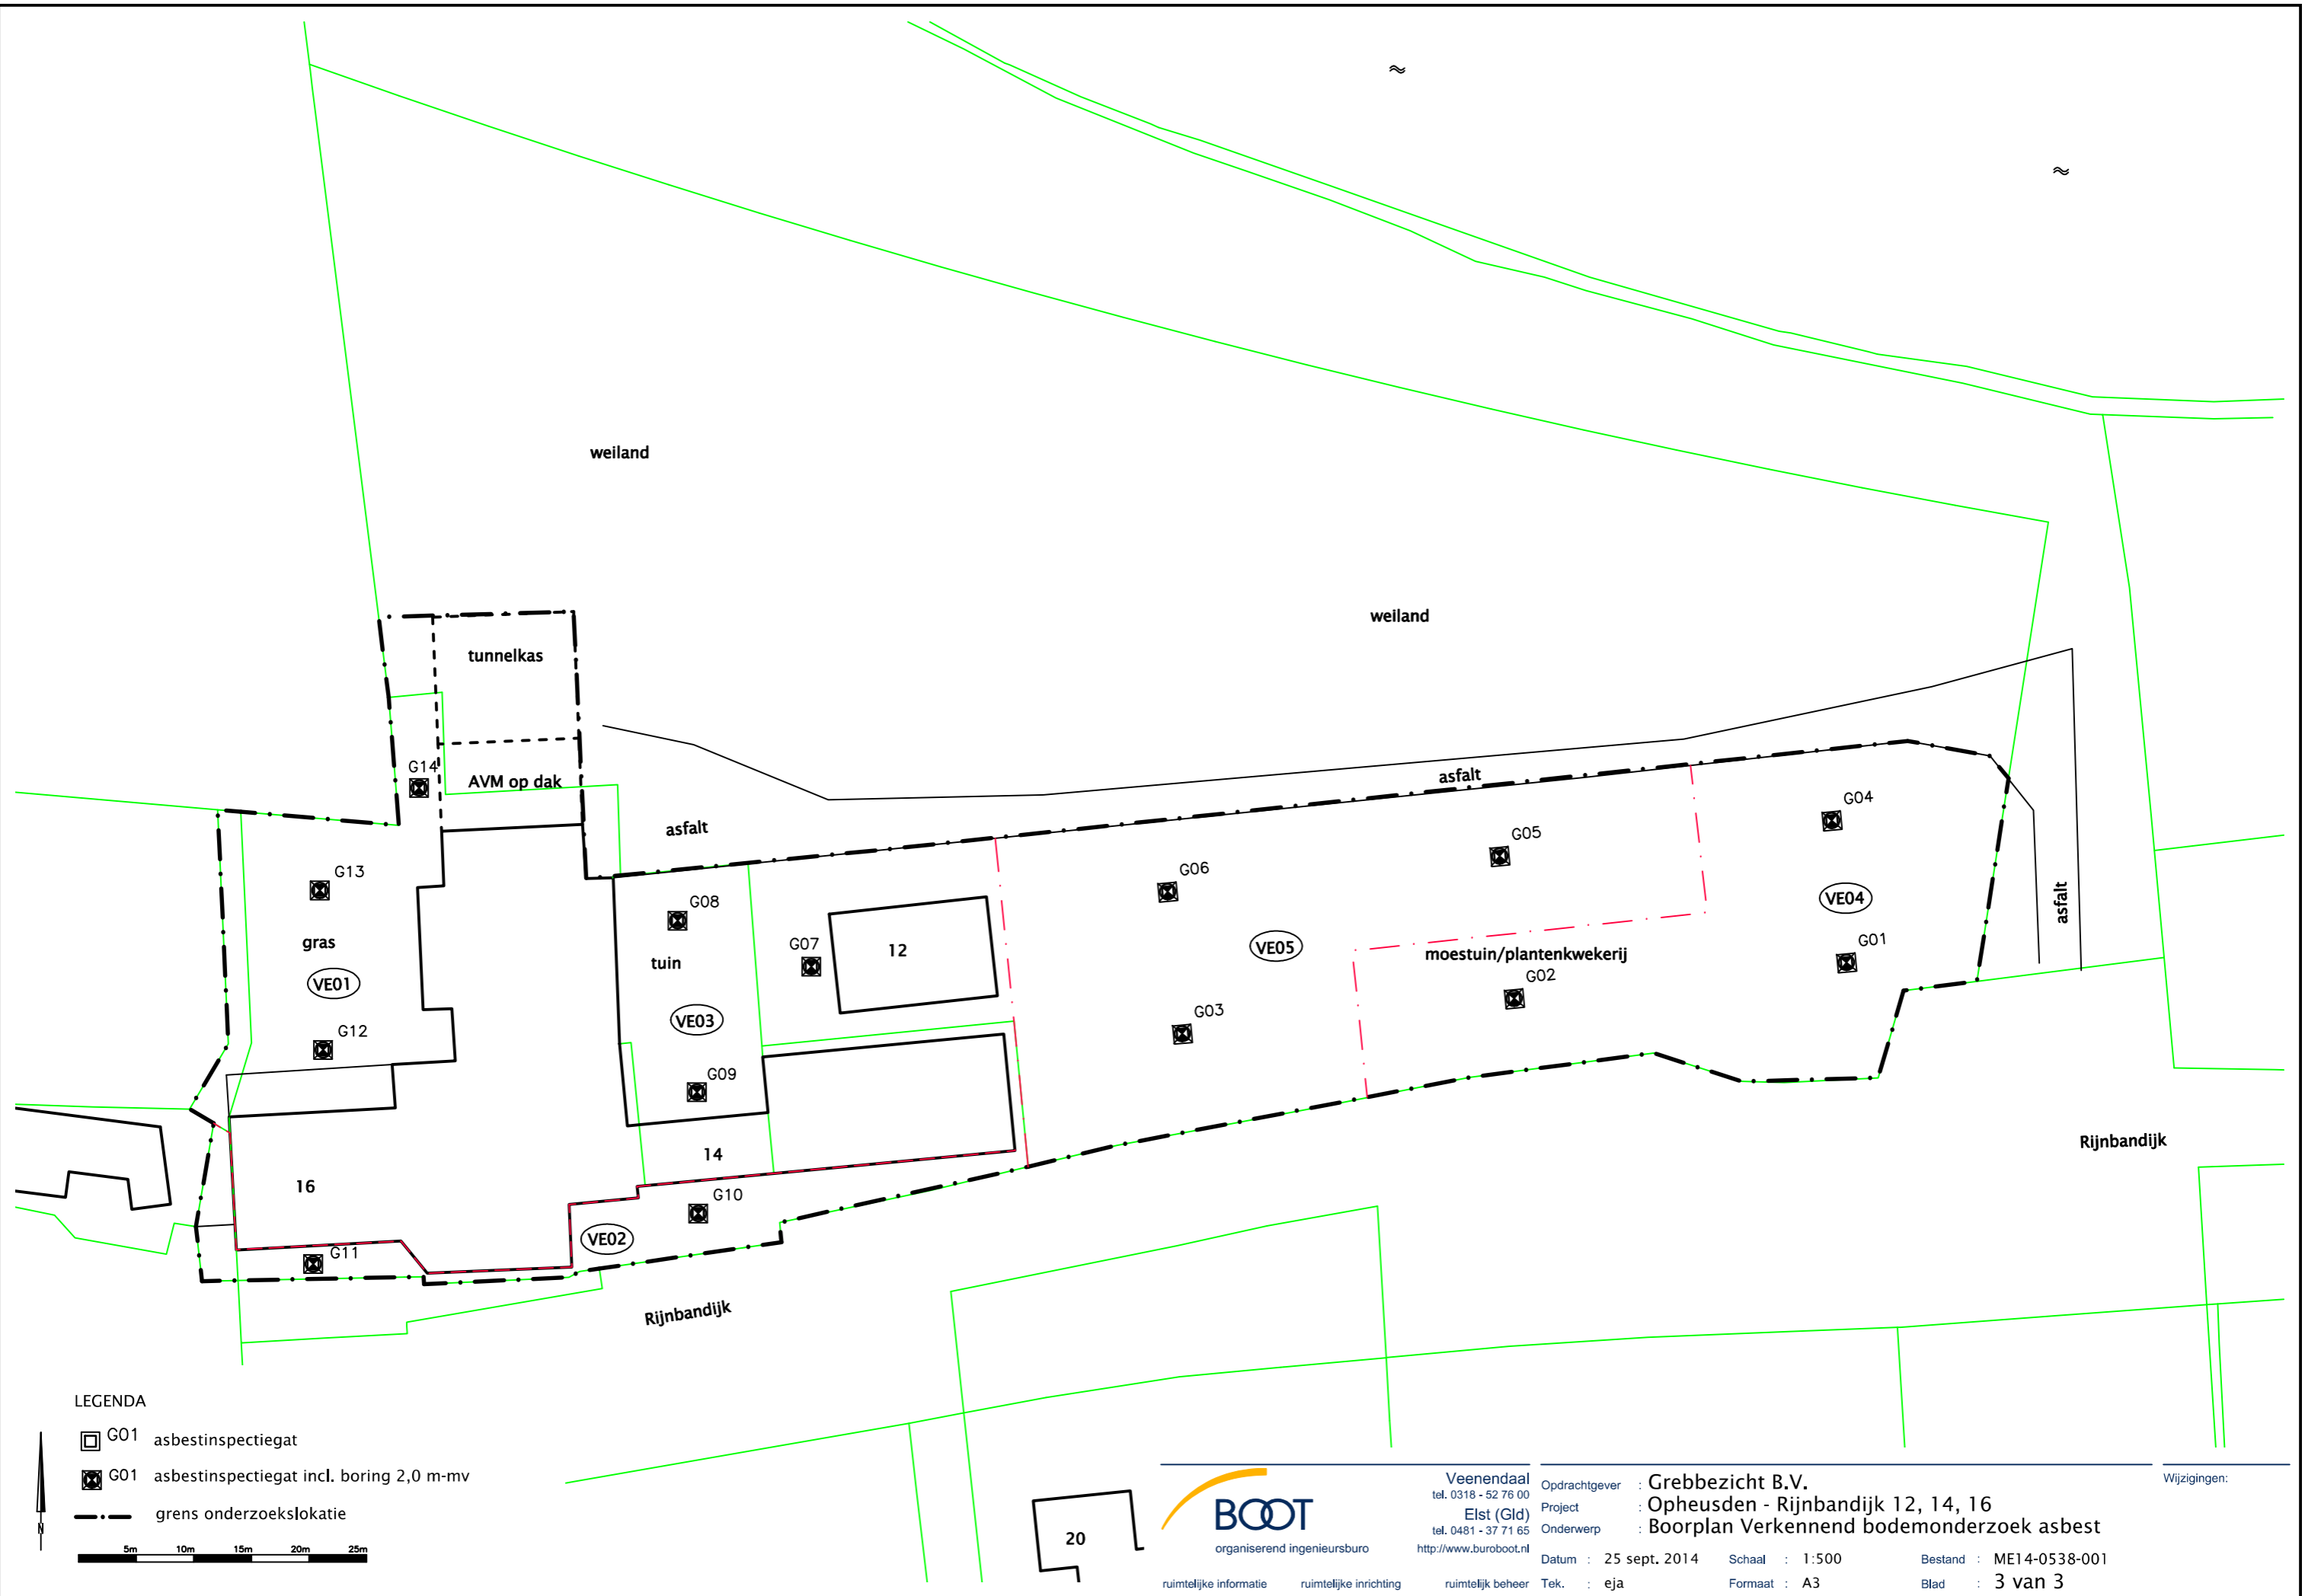 weiland
weiland
tunnelkas
G14
AVM op dak
asfalt
asfalt
G04
G05
G13
G06
G08
VE04
asfalt
gras
G07
12
VE05
G01
tuin
moestuin/plantenkwekerij
VE01
G02
G12
VE03
G03
G09
14
Rijnbandijk
16
G10
VE02
G11
Rijnbandijk
LEGENDA
G01 asbestinspectiegat
G01 asbestinspectiegat incl. boring 2,0 m-mv
grens onderzoekslokatie
N
5m 10m 15m 20m 25m
20
BOOT
organiserend ingenieursburo
ruimtelijke informatie ruimtelijke inrichting ruimtelijk beheer
Veenendaal
tel. 0318 - 52 76 00
Elst (Gld)
tel. 0481 - 37 71 65
http://www.buroboot.nl
Opdrachtgever : Grebbezicht B.V.
Project : Opheusden - Rijnbandijk 12, 14, 16
Onderwerp : Boorplan Verkennend bodemonderzoek asbest
Datum : 25 sept. 2014 Schaal : 1:500 Bestand : ME14-0538-001
Tek. : eja Formaat : A3 Blad : 3 van 3
Wijzigingen: